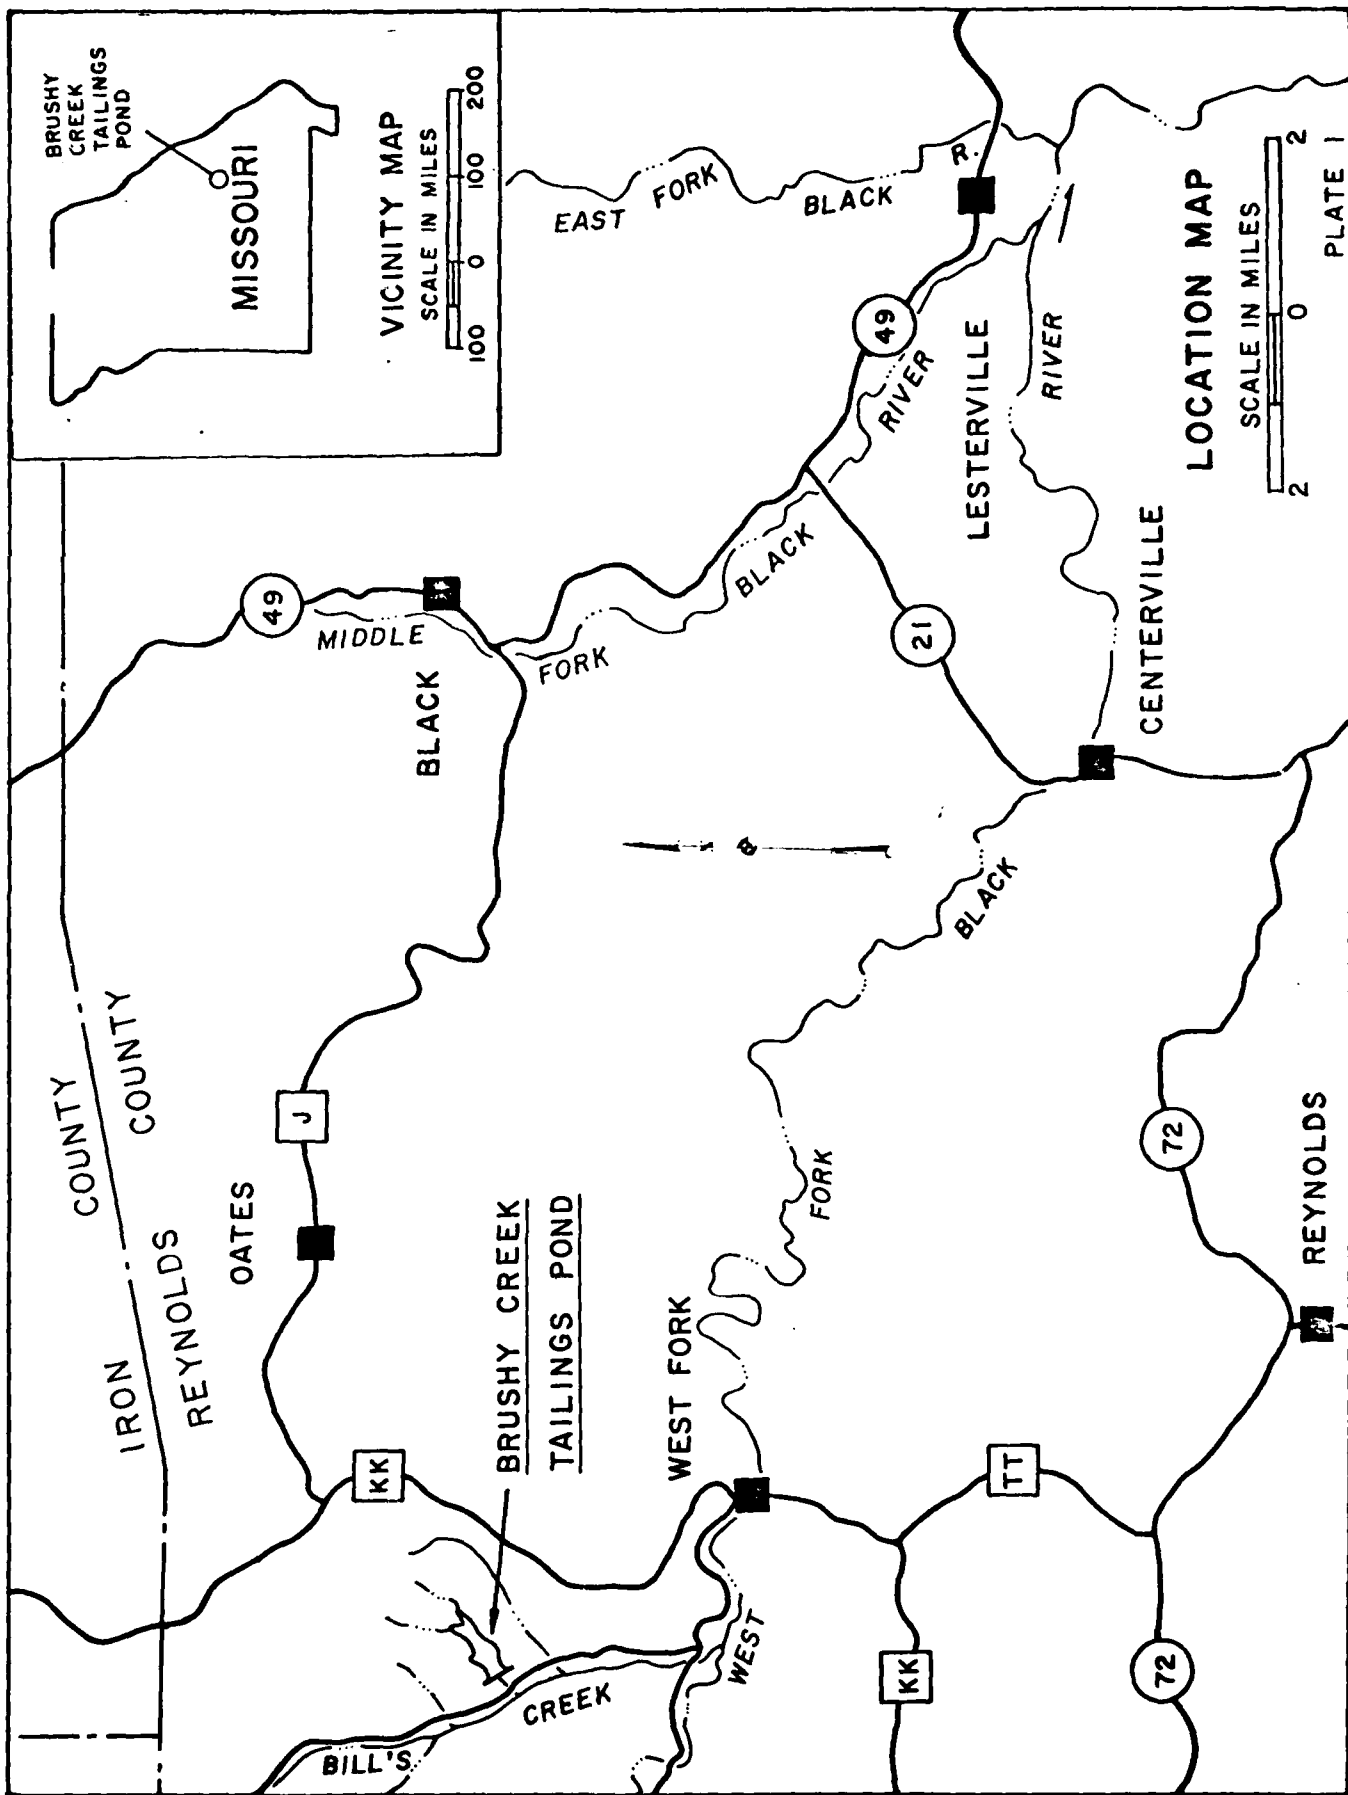 BRUSHY
CREEK
TAILINGS
POND
MISSOURI
VICINITY MAP
SCALE IN MILES
100 0 100 200
IRON COUNTY
REYNOLDS COUNTY
49
MIDDLE
FORK
BLACK
RIVER
BLACK
J
OATES
KK
BRUSHY CREEK
TAILINGS POND
BILL'S
CREEK
EAST
FORK
BLACK
R.
49
LESTERVILLE
21
WEST FORK
WEST
FORK
BLACK
RIVER
CENTERVILLE
KK
TT
72
72
REYNOLDS
LOCATION MAP
SCALE IN MILES
2 0 2
PLATE 1